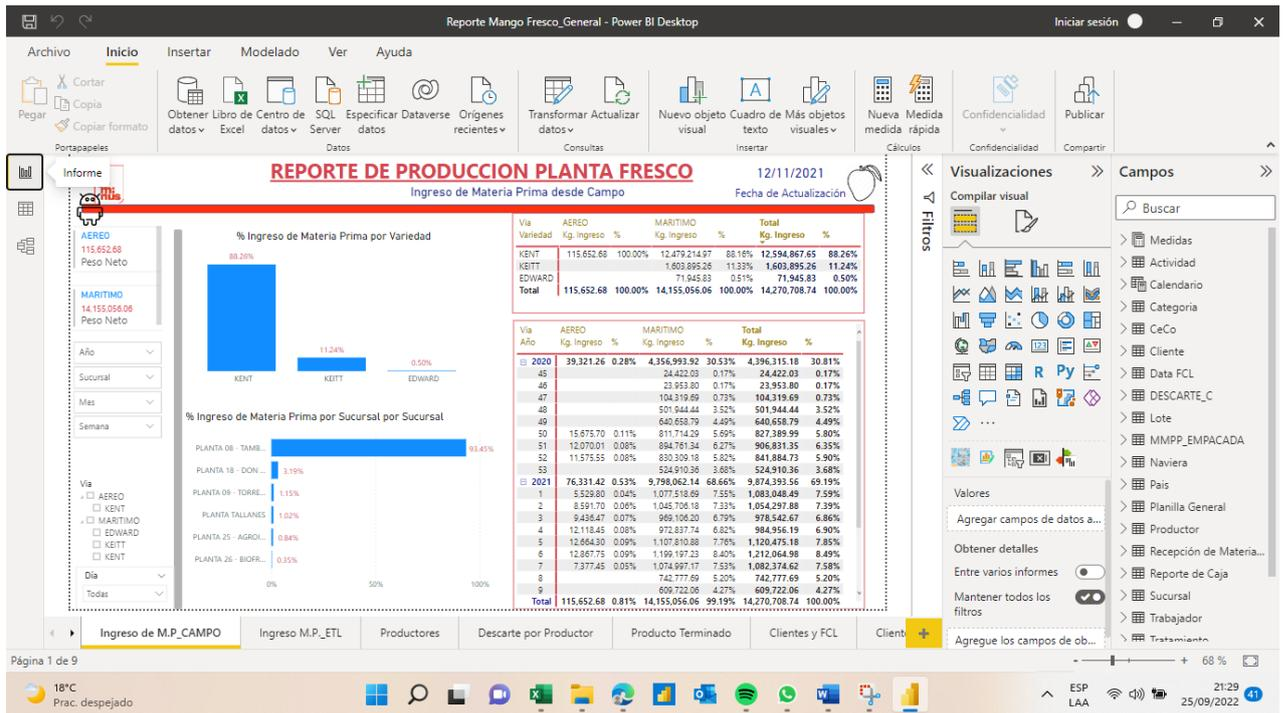 Reporte Mango Fresco_General - Power BI Desktop
Iniciar sesión
Archivo Inicio Insertar Modelado Ver Ayuda
Pegar
Cortar
Copia
Copiar formato
Portapapeles
Obtener datos
Libro de Excel
Centro de datos
SQL Server
Especificar datos
Dataverse
Orígenes recientes
Datos
Transformar datos
Actualizar
Consultas
Nuevo objeto visual
Cuadro de texto
Más objetos visuales
Insertar
Nueva medida
Medida rápida
Cálculos
Confidencialidad
Confidencialidad
Publicar
Compartir
Informe
REPORTE DE PRODUCCION PLANTA FRESCO
Ingreso de Materia Prima desde Campo
12/11/2021
Fecha de Actualización
AEREO
115,652.68
Peso Neto
MARITIMO
14,155,056.06
Peso Neto
Año
Sucursal
Mes
Semana
Via
AEREO
KENT
MARITIMO
EDWARD
KEITT
KENT
Día
Todas
% Ingreso de Materia Prima por Variedad
88.26%
11.24%
0.50%
KENT KEITT EDWARD
% Ingreso de Materia Prima por Sucursal por Sucursal
PLANTA 08 - TAMB... 93.45%
PLANTA 18 - DON ... 3.19%
PLANTA 09 - TORRE... 1.15%
PLANTA TALLANES 1.02%
PLANTA 25 - AGROI... 0.84%
PLANTA 26 - BIOFR... 0.35%
0% 50% 100%
Via AEREO MARITIMO Total
Variedad Kg. Ingreso % Kg. Ingreso % Kg. Ingreso %
KENT 115,652.68 100.00% 12,479,214.97 88.16% 12,594,867.65 88.26%
KEITT 1,603,895.26 11.33% 1,603,895.26 11.24%
EDWARD 71,945.83 0.51% 71,945.83 0.50%
Total 115,652.68 100.00% 14,155,056.06 100.00% 14,270,708.74 100.00%
Via AEREO MARITIMO Total
Año Kg. Ingreso % Kg. Ingreso % Kg. Ingreso %
2020 39,321.26 0.28% 4,356,993.92 30.53% 4,396,315.18 30.81%
45 24,422.03 0.17% 24,422.03 0.17%
46 23,953.80 0.17% 23,953.80 0.17%
47 104,319.69 0.73% 104,319.69 0.73%
48 501,944.44 3.52% 501,944.44 3.52%
49 640,658.79 4.49% 640,658.79 4.49%
50 15,675.70 0.11% 811,714.29 5.69% 827,389.99 5.80%
51 12,070.01 0.08% 894,761.34 6.27% 906,831.35 6.35%
52 11,575.55 0.08% 830,309.18 5.82% 841,884.73 5.90%
53 524,910.36 3.68% 524,910.36 3.68%
2021 76,331.42 0.53% 9,798,062.14 68.66% 9,874,393.56 69.19%
1 5,529.80 0.04% 1,077,518.69 7.55% 1,083,048.49 7.59%
2 8,591.70 0.06% 1,045,706.18 7.33% 1,054,297.88 7.39%
3 9,436.47 0.07% 969,106.20 6.79% 978,542.67 6.86%
4 12,118.45 0.08% 972,837.74 6.82% 984,956.19 6.90%
5 12,664.30 0.09% 1,107,810.88 7.76% 1,120,475.18 7.85%
6 12,867.75 0.09% 1,199,197.23 8.40% 1,212,064.98 8.49%
7 7,377.45 0.05% 1,074,997.17 7.53% 1,082,374.62 7.58%
8 742,777.69 5.20% 742,777.69 5.20%
9 609,722.06 4.27% 609,722.06 4.27%
Total 115,652.68 0.81% 14,155,056.06 99.19% 14,270,708.74 100.00%
Filtros
Visualizaciones
Compilar visual
R Py
Valores
Agregar campos de datos a...
Obtener detalles
Entre varios informes
Mantener todos los filtros
Agregue los campos de ob...
Campos
Buscar
Medidas
Actividad
Calendario
Categoria
CeCo
Cliente
Data FCL
DESCARTE_C
Lote
MMPP_EMPACADA
Naviera
Pais
Planilla General
Productor
Recepción de Materia...
Reporte de Caja
Sucursal
Trabajador
Tratamiento
Ingreso de M.P_CAMPO Ingreso M.P._ETL Productores Descarte por Productor Producto Terminado Clientes y FCL Client
Página 1 de 9
68 %
18°C
Prac. despejado
ESP
LAA
21:29
25/09/2022
41